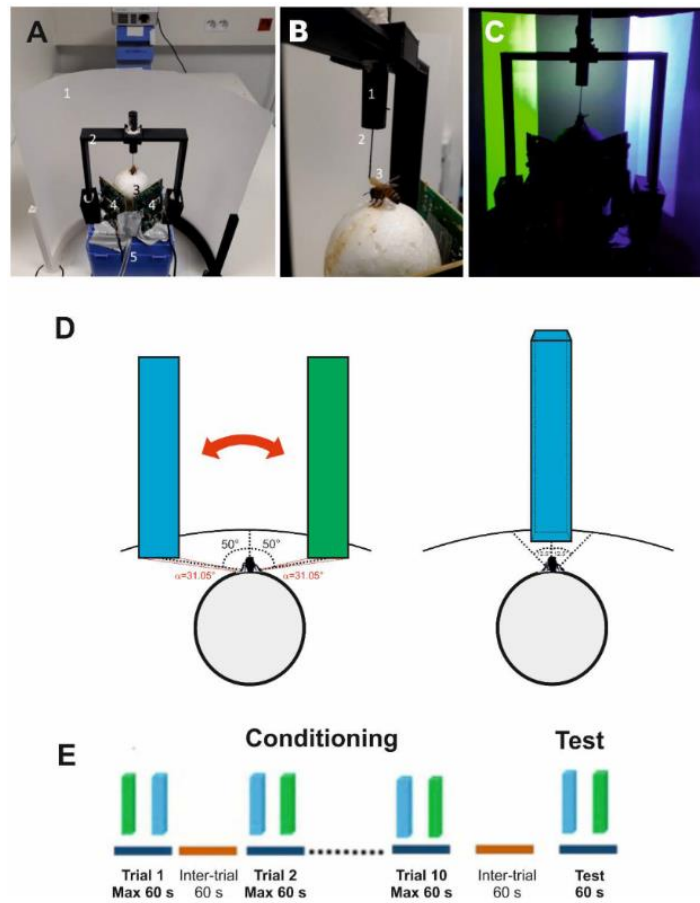 A
1
2
3
4
4
5
B
1
2
3
C
D
50° 50°
α=31.05° α=31.05°
E
Conditioning Test
Trial 1 Inter-trial Trial 2 Trial 10 Inter-trial Test
Max 60 s 60 s Max 60 s Max 60 s 60 s 60 s